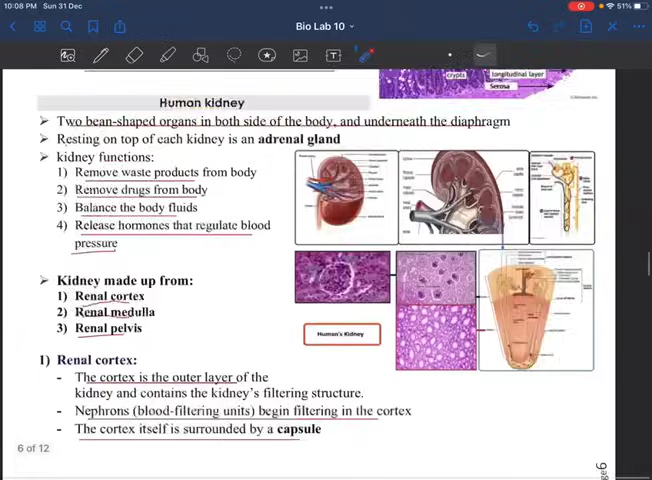 10:08 PM Sun 31 Dec
51%
Bio Lab 10
crypts
longitudinal layer
Serosa
Human kidney
➤ Two bean-shaped organs in both side of the body, and underneath the diaphragm
➤ Resting on top of each kidney is an adrenal gland
➤ kidney functions:
1) Remove waste products from body
2) Remove drugs from body
3) Balance the body fluids
4) Release hormones that regulate blood
pressure
➤ Kidney made up from:
1) Renal cortex
2) Renal medulla
3) Renal pelvis
Human's Kidney
1) Renal cortex:
- The cortex is the outer layer of the
kidney and contains the kidney's filtering structure.
- Nephrons (blood-filtering units) begin filtering in the cortex
- The cortex itself is surrounded by a capsule
6 of 12